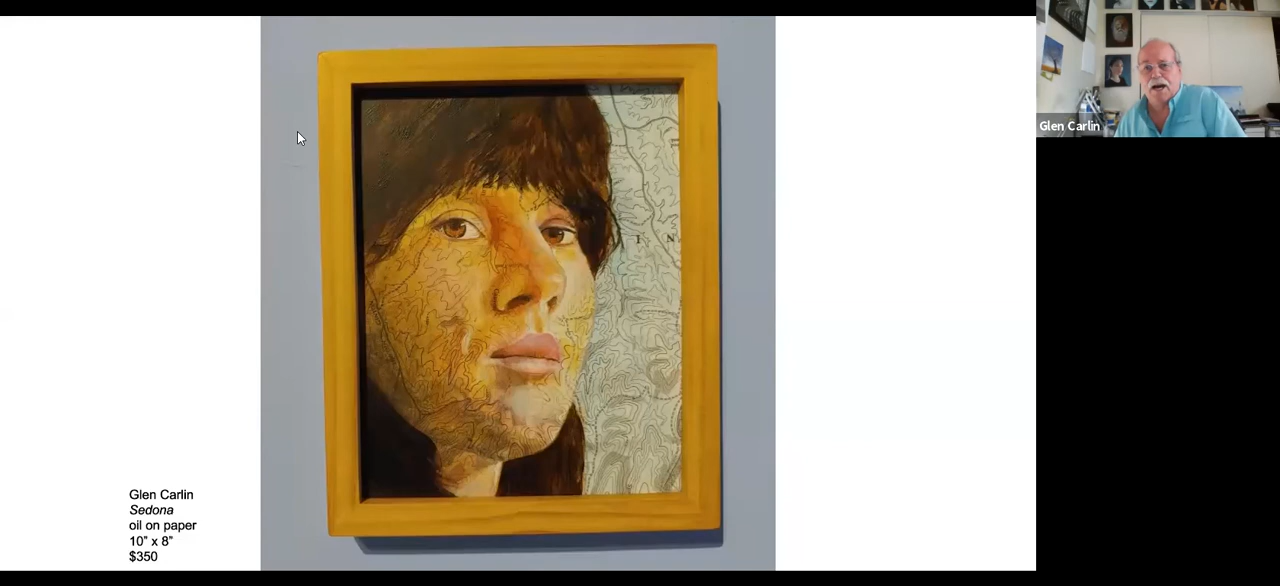 Glen Carlin
I N
Glen Carlin
Sedona
oil on paper
10” x 8”
$350